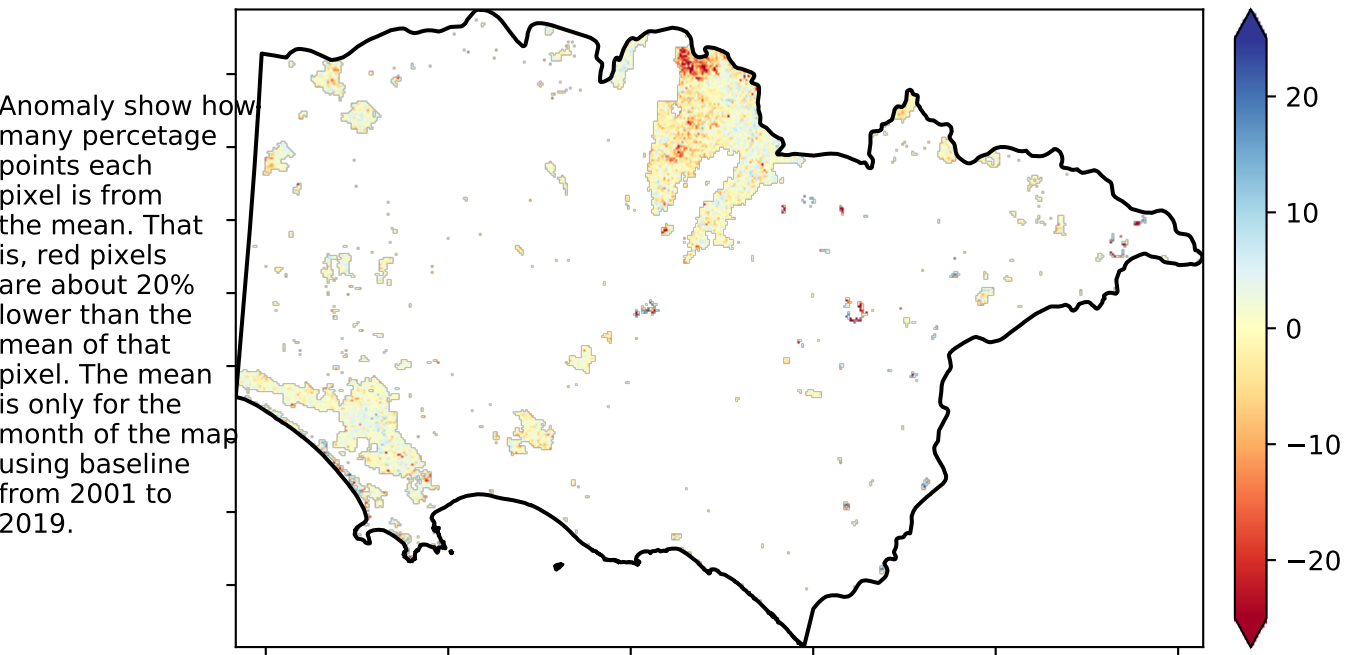 Anomaly show how
many percetage
points each
pixel is from
the mean. That
is, red pixels
are about 20%
lower than the
mean of that
pixel. The mean
is only for the
month of the map
using baseline
from 2001 to
2019.
20
10
0
−10
−20